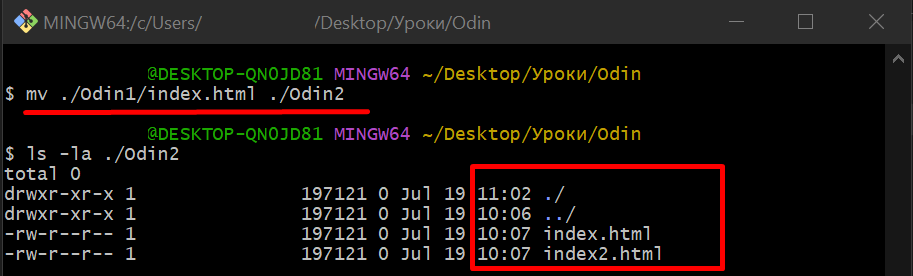 MINGW64:/c/Users/ /Desktop/Уроки/Odin
@DESKTOP-QN0JD81 MINGW64 ~/Desktop/Уроки/Odin
$ mv ./Odin1/index.html ./Odin2
@DESKTOP-QN0JD81 MINGW64 ~/Desktop/Уроки/Odin
$ ls -la ./Odin2
total 0
drwxr-xr-x 1 197121 0 Jul 19 11:02 ./
drwxr-xr-x 1 197121 0 Jul 19 10:06 ../
-rw-r--r-- 1 197121 0 Jul 19 10:07 index.html
-rw-r--r-- 1 197121 0 Jul 19 10:07 index2.html